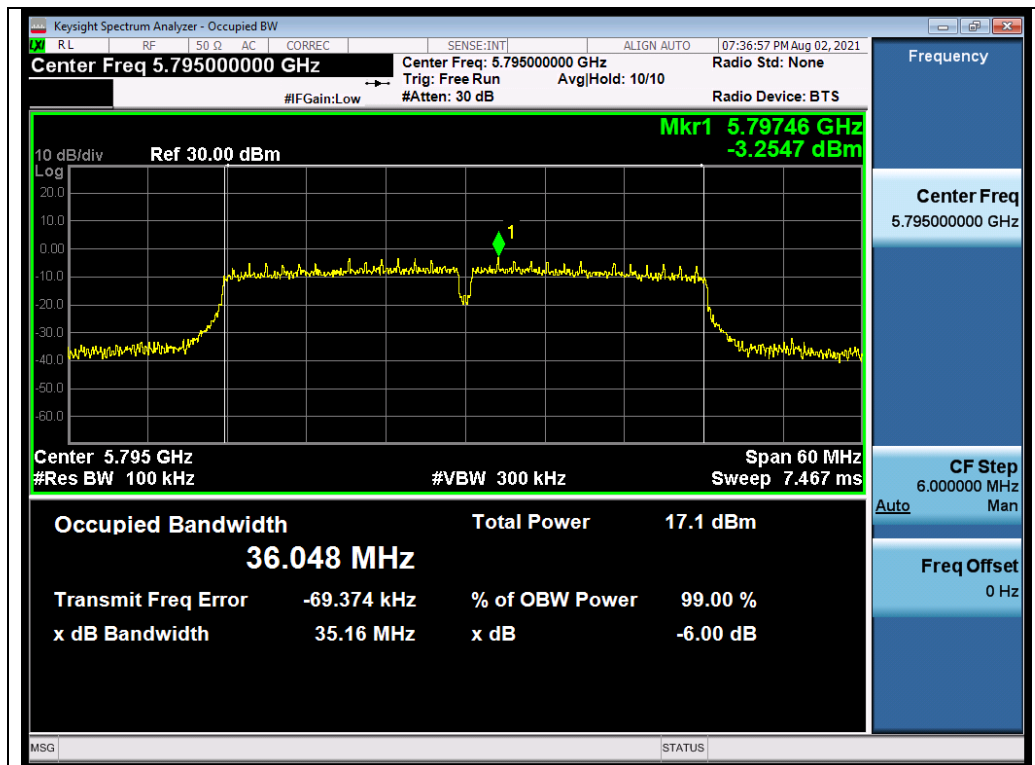 Keysight Spectrum Analyzer - Occupied BW
LXI RL RF 50 Ω AC CORREC SENSE:INT ALIGN AUTO 07:36:57 PM Aug 02, 2021
Center Freq 5.795000000 GHz
Center Freq: 5.795000000 GHz Radio Std: None
Trig: Free Run Avg|Hold: 10/10
#IFGain:Low #Atten: 30 dB Radio Device: BTS
Mkr1 5.79746 GHz
-3.2547 dBm
10 dB/div Ref 30.00 dBm
Log
20.0
10.0
1
0.00
-10.0
-20.0
-30.0
-40.0
-50.0
-60.0
Center 5.795 GHz Span 60 MHz
#Res BW 100 kHz #VBW 300 kHz Sweep 7.467 ms
Occupied Bandwidth Total Power 17.1 dBm
36.048 MHz
Transmit Freq Error -69.374 kHz % of OBW Power 99.00 %
x dB Bandwidth 35.16 MHz x dB -6.00 dB
Frequency
Center Freq
5.795000000 GHz
CF Step
6.000000 MHz
Auto Man
Freq Offset
0 Hz
MSG STATUS